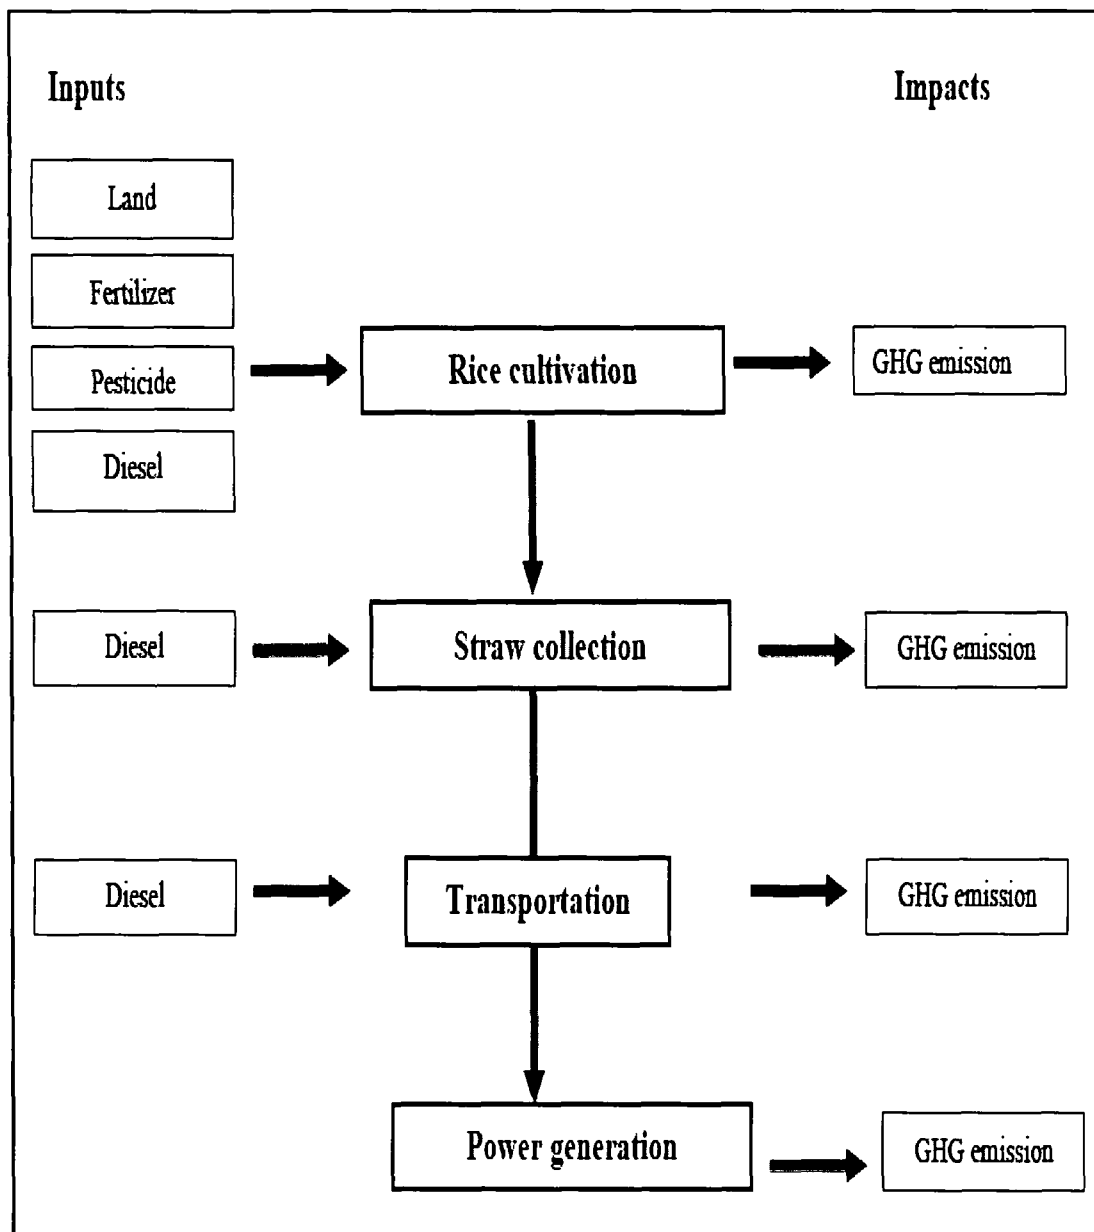 Inputs
Impacts
Land
Fertilizer
Pesticide
Diesel
Rice cultivation
GHG emission
Diesel
Straw collection
GHG emission
Diesel
Transportation
GHG emission
Power generation
GHG emission